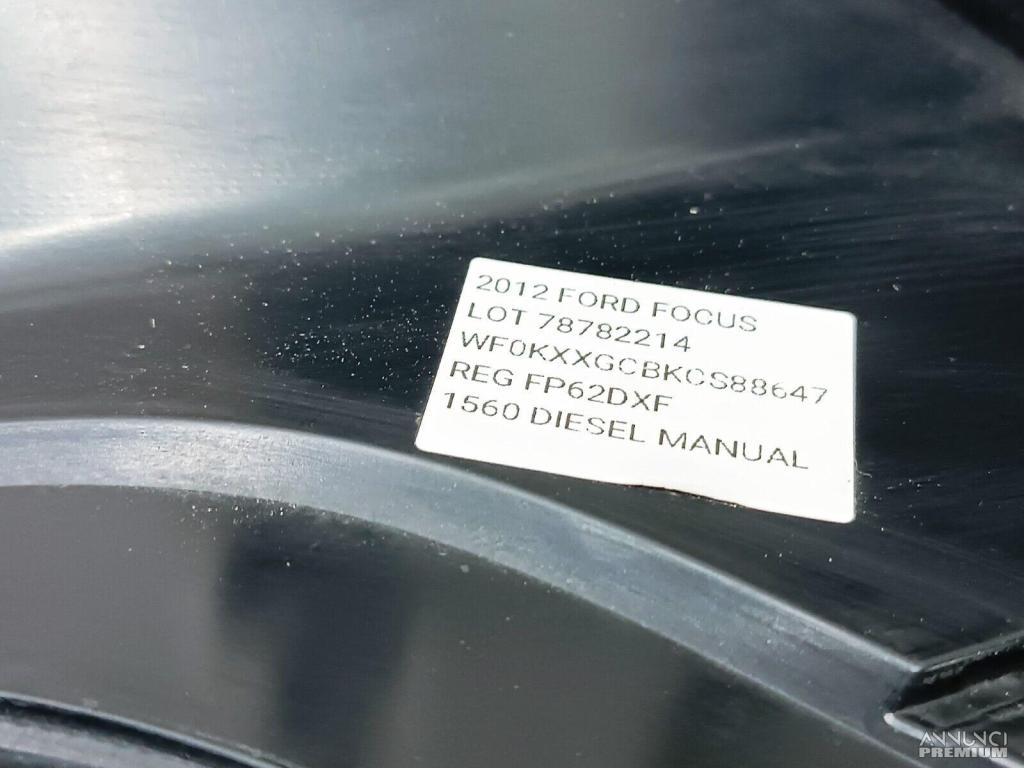 2012 FORD FOCUS
LOT 78782214
WF0KXXGCBKCS88647
REG FP62DXF
1560 DIESEL MANUAL
ANNUNCI
PREMIUM